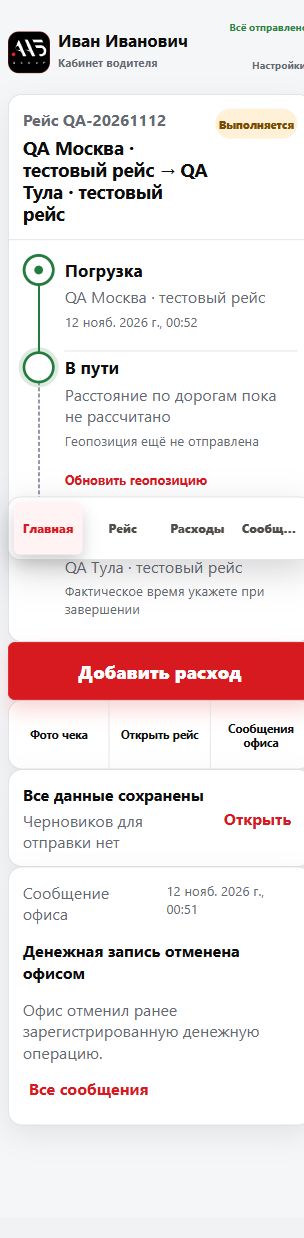 Всё отправлено
Иван Иванович
Кабинет водителя
Настройки
Рейс QA-20261112
Выполняется
QA Москва ·
тестовый рейс → QA
Тула · тестовый
рейс
Погрузка
QA Москва · тестовый рейс
12 нояб. 2026 г., 00:52
В пути
Расстояние по дорогам пока
не рассчитано
Геопозиция ещё не отправлена
Обновить геопозицию
Главная
Рейс
Расходы
Сообщ...
QA Тула · тестовый рейс
Фактическое время укажете при
завершении
Добавить расход
Фото чека
Открыть рейс
Сообщения
офиса
Все данные сохранены
Черновиков для
отправки нет
Открыть
Сообщение
офиса
12 нояб. 2026 г.,
00:51
Денежная запись отменена
офисом
Офис отменил ранее
зарегистрированную денежную
операцию.
Все сообщения